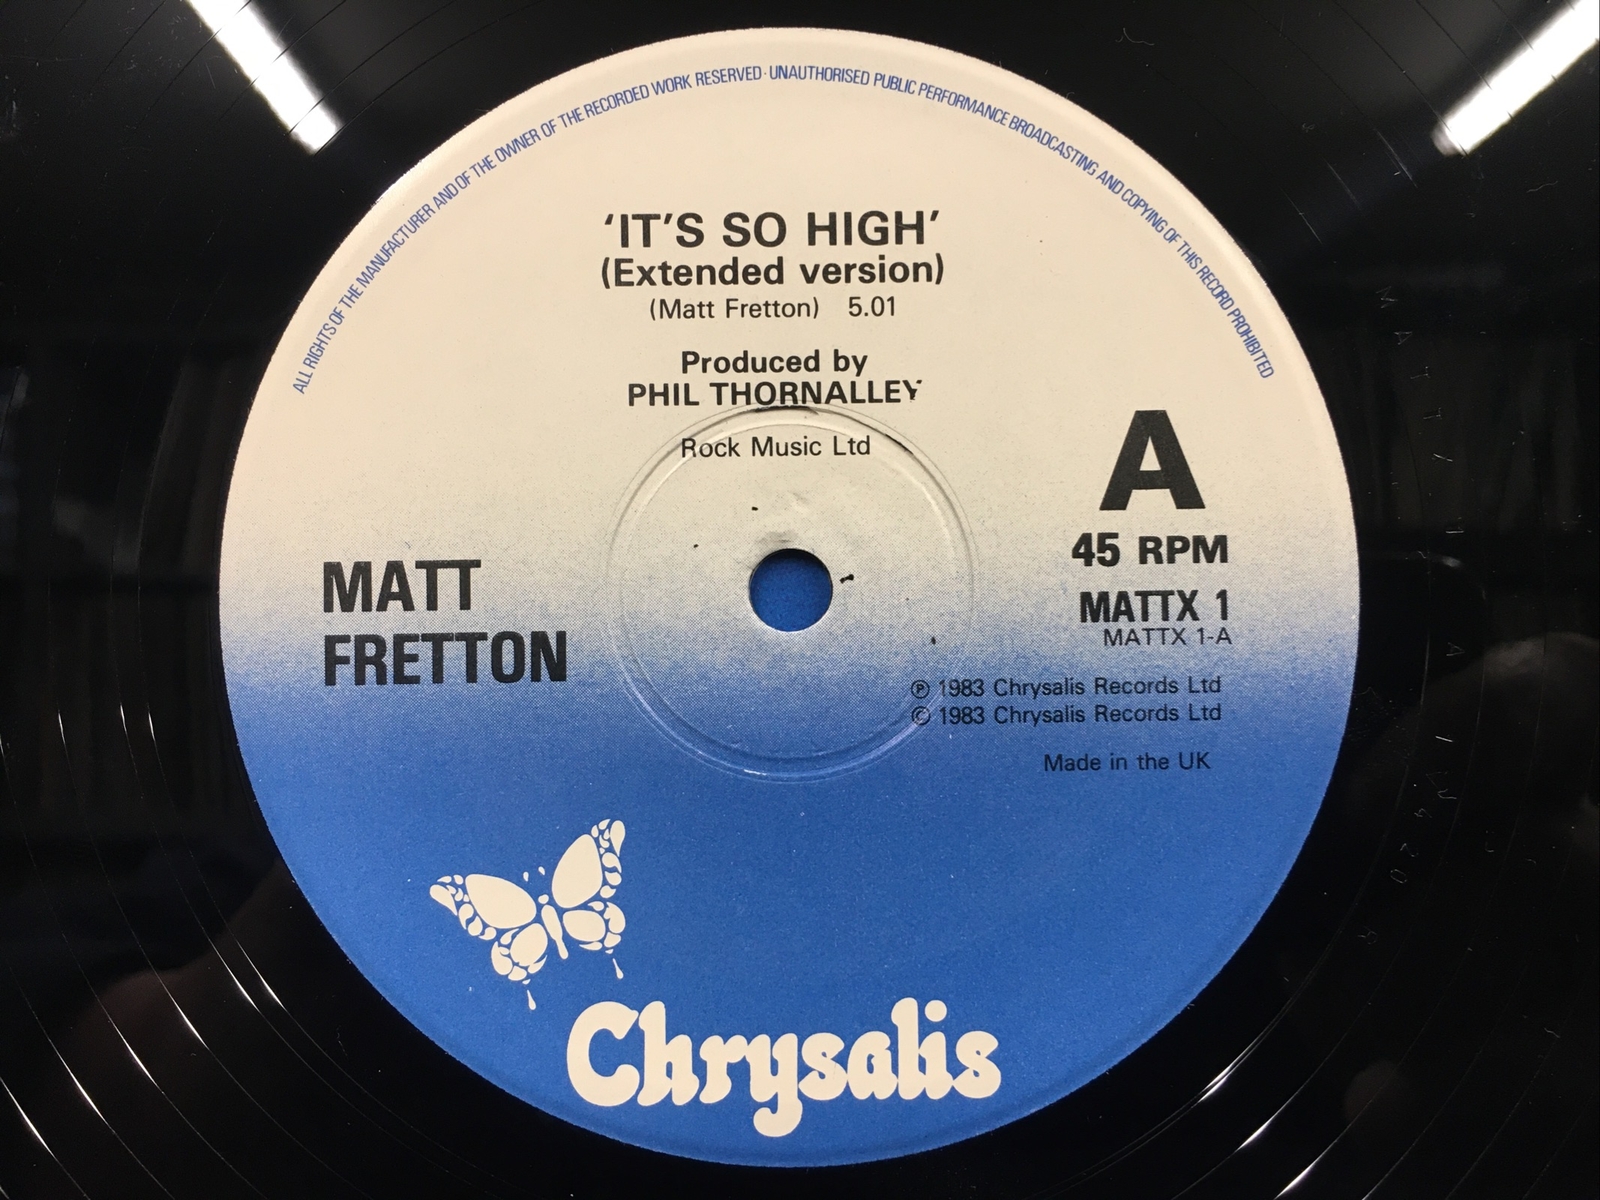 ALL RIGHTS OF THE MANUFACTURER AND OF THE OWNER OF THE RECORDED WORK RESERVED · UNAUTHORISED PUBLIC PERFORMANCE BROADCASTING AND COPYING OF THIS RECORD PROHIBITED
‘IT’S SO HIGH’
(Extended version)
(Matt Fretton) 5.01
Produced by
PHIL THORNALLEY
Rock Music Ltd
A
45 RPM
MATTX 1
MATTX 1-A
MATT
FRETTON
℗ 1983 Chrysalis Records Ltd
© 1983 Chrysalis Records Ltd
Made in the UK
Chrysalis